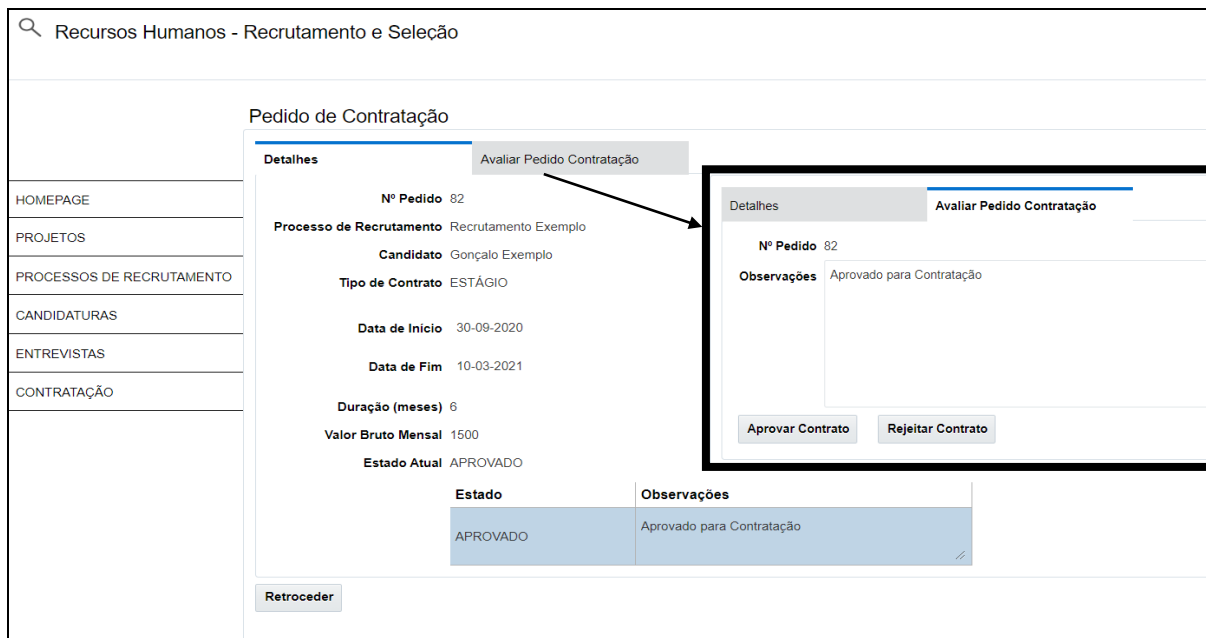 Recursos Humanos - Recrutamento e Seleção
HOMEPAGE
PROJETOS
PROCESSOS DE RECRUTAMENTO
CANDIDATURAS
ENTREVISTAS
CONTRATAÇÃO
Pedido de Contratação
Detalhes Avaliar Pedido Contratação
Nº Pedido 82
Processo de Recrutamento Recrutamento Exemplo
Candidato Gonçalo Exemplo
Tipo de Contrato ESTÁGIO
Data de Início 30-09-2020
Data de Fim 10-03-2021
Duração (meses) 6
Valor Bruto Mensal 1500
Estado Atual APROVADO
Estado Observações
APROVADO Aprovado para Contratação
Retroceder
Detalhes Avaliar Pedido Contratação
Nº Pedido 82
Observações Aprovado para Contratação
Aprovar Contrato Rejeitar Contrato